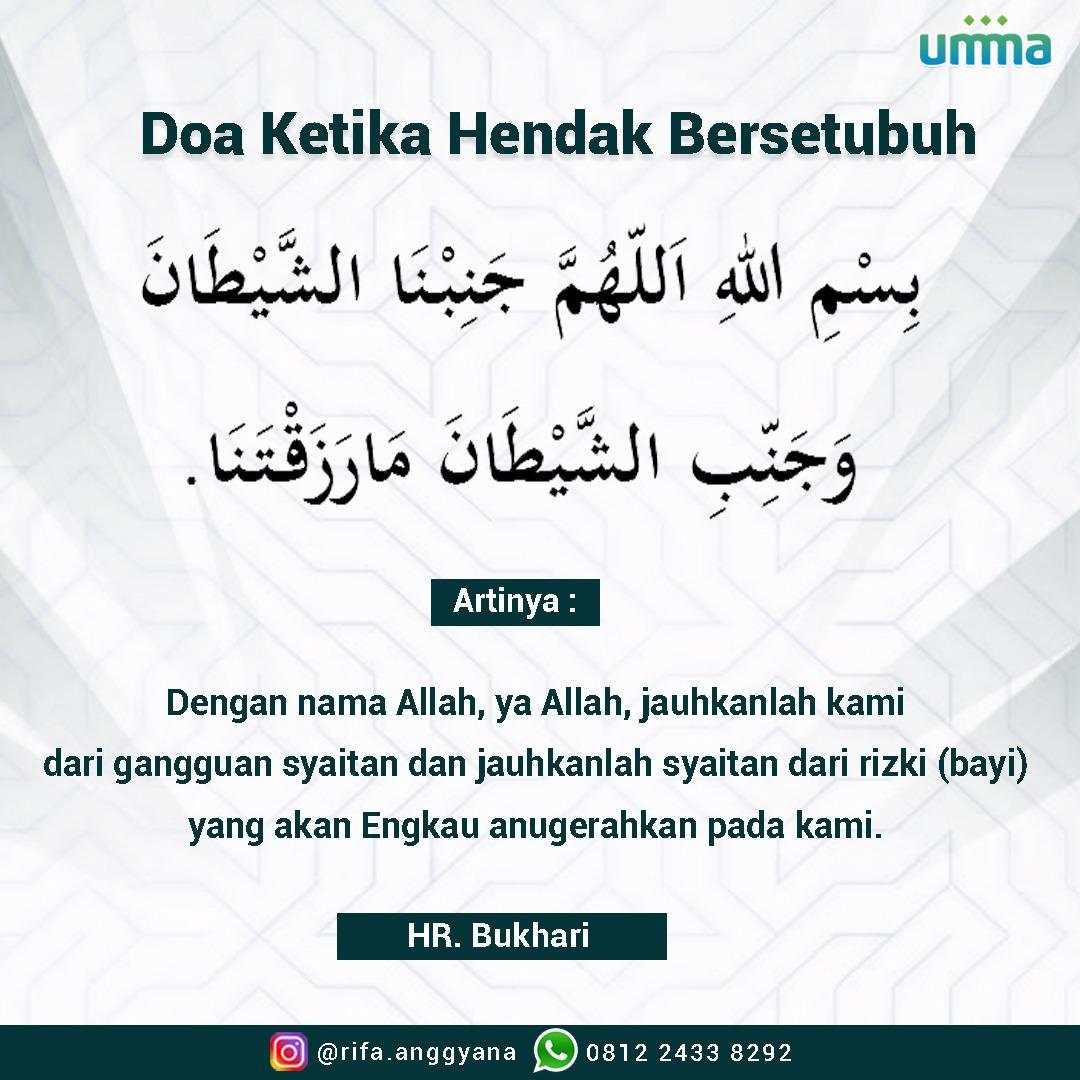 umma
Doa Ketika Hendak Bersetubuh
بِسْمِ اللهِ اَللّٰهُمَّ جَنِبْنَا الشَّيْطَانَ
وَجَنِّبِ الشَّيْطَانَ مَارَزَقْتَنَا.
Artinya :
Dengan nama Allah, ya Allah, jauhkanlah kami
dari gangguan syaitan dan jauhkanlah syaitan dari rizki (bayi)
yang akan Engkau anugerahkan pada kami.
HR. Bukhari
@rifa.anggyana 0812 2433 8292